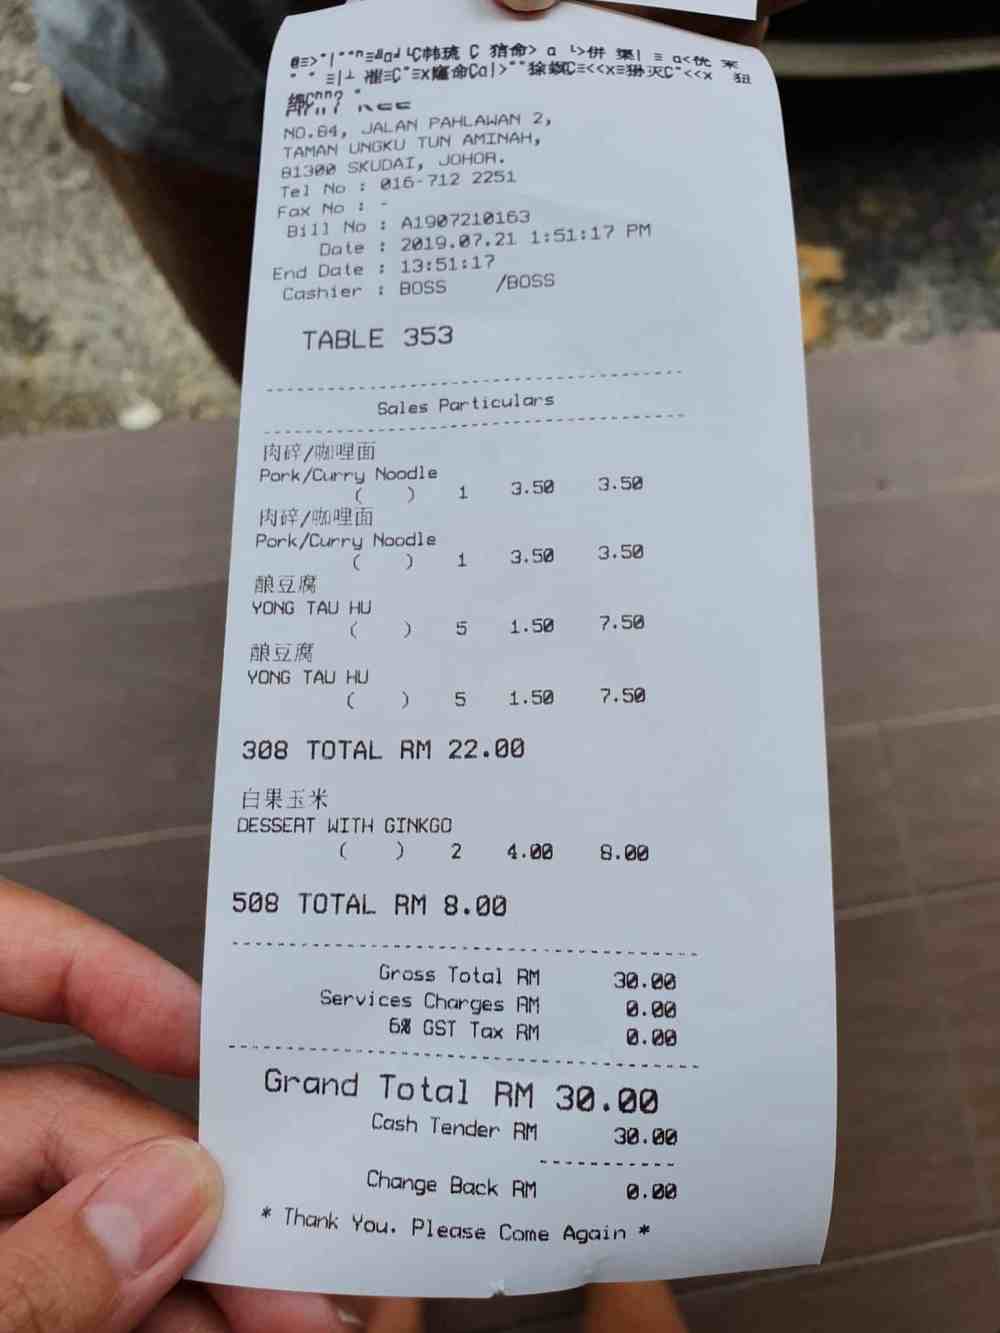 NO.84, JALAN PAHLAWAN 2,
TAMAN UNGKU TUN AMINAH,
81300 SKUDAI, JOHOR.
Tel No : 016-712 2251
Fax No : -
Bill No : A1907210163
Date : 2019.07.21 1:51:17 PM
End Date : 13:51:17
Cashier : BOSS /BOSS
TABLE 353
Sales Particulars
肉碎/咖哩面
Pork/Curry Noodle
( ) 1 3.50 3.50
肉碎/咖哩面
Pork/Curry Noodle
( ) 1 3.50 3.50
酿豆腐
YONG TAU HU
( ) 5 1.50 7.50
酿豆腐
YONG TAU HU
( ) 5 1.50 7.50
308 TOTAL RM 22.00
白果玉米
DESSERT WITH GINKGO
( ) 2 4.00 8.00
508 TOTAL RM 8.00
Gross Total RM 30.00
Services Charges RM 0.00
6% GST Tax RM 0.00
Grand Total RM 30.00
Cash Tender RM 30.00
Change Back RM 0.00
* Thank You. Please Come Again *